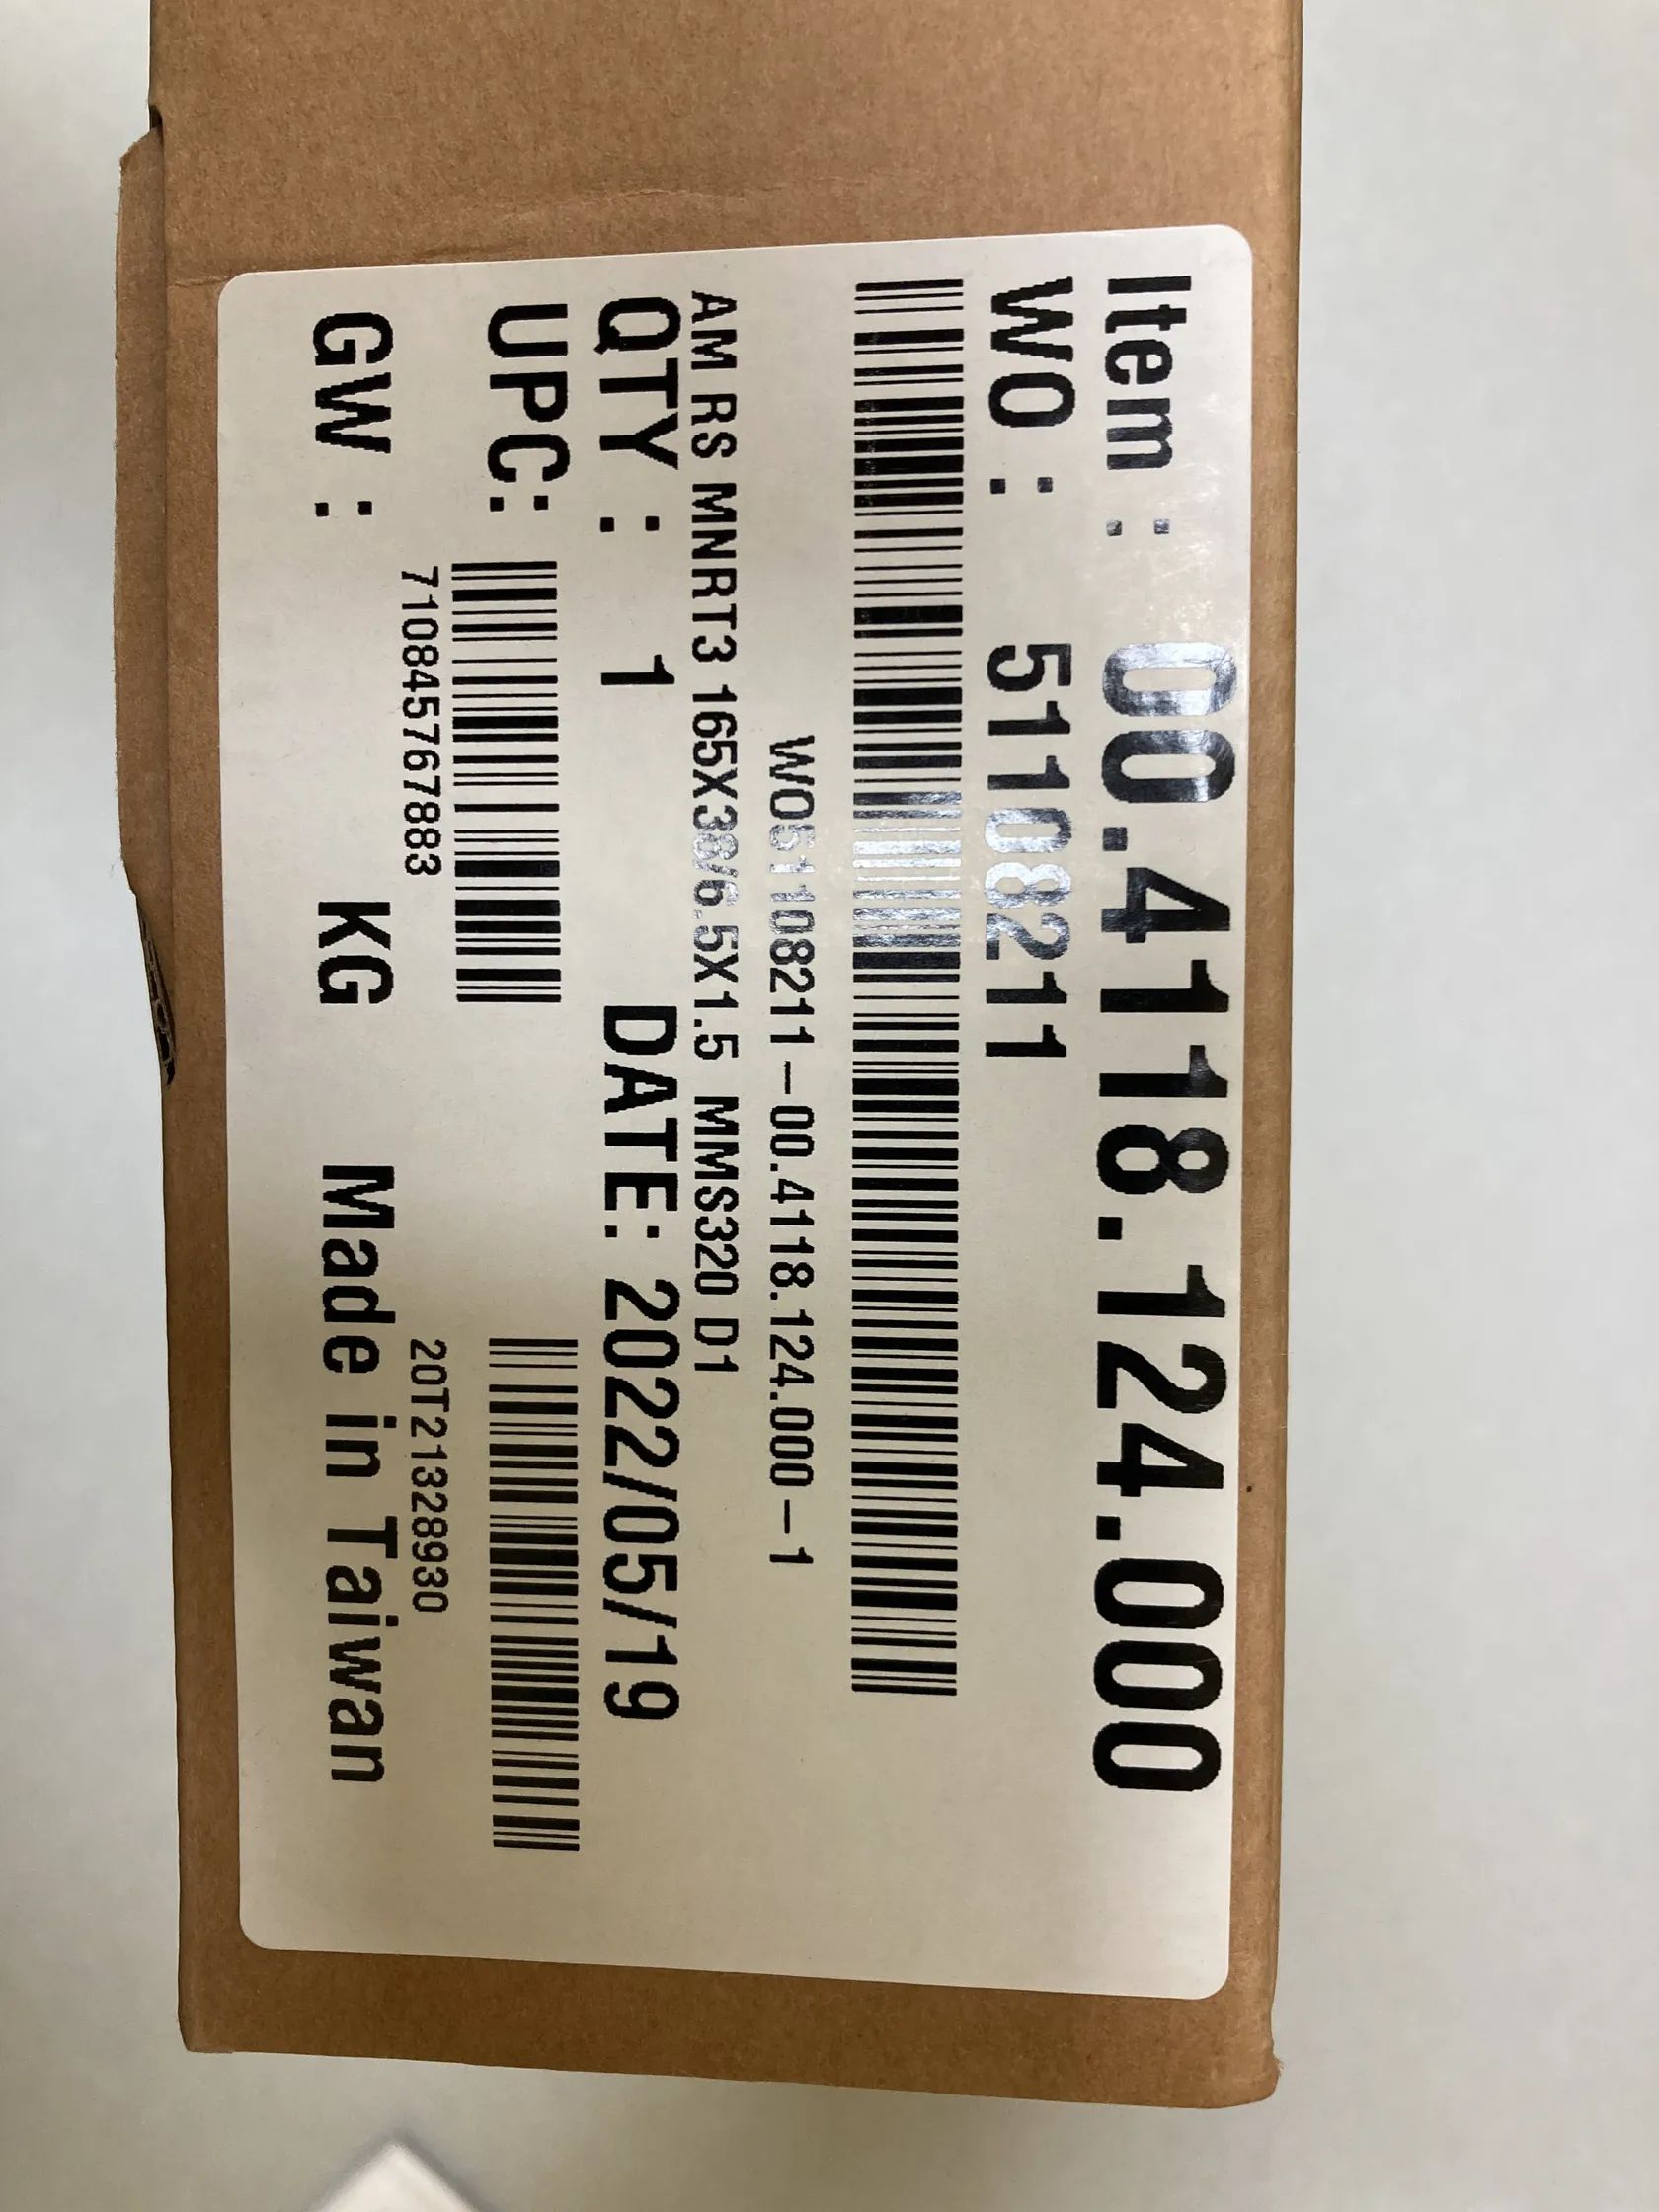 Item : 00.4118.124.000
WO : 51108211
WO51108211-00.4118.124.000-1
AM RS MNRT3 165X38/6.5X1.5 MMS320 D1
QTY : 1 DATE: 2022/05/19
UPC:
710845767883 20T21328930
GW : KG Made in Taiwan